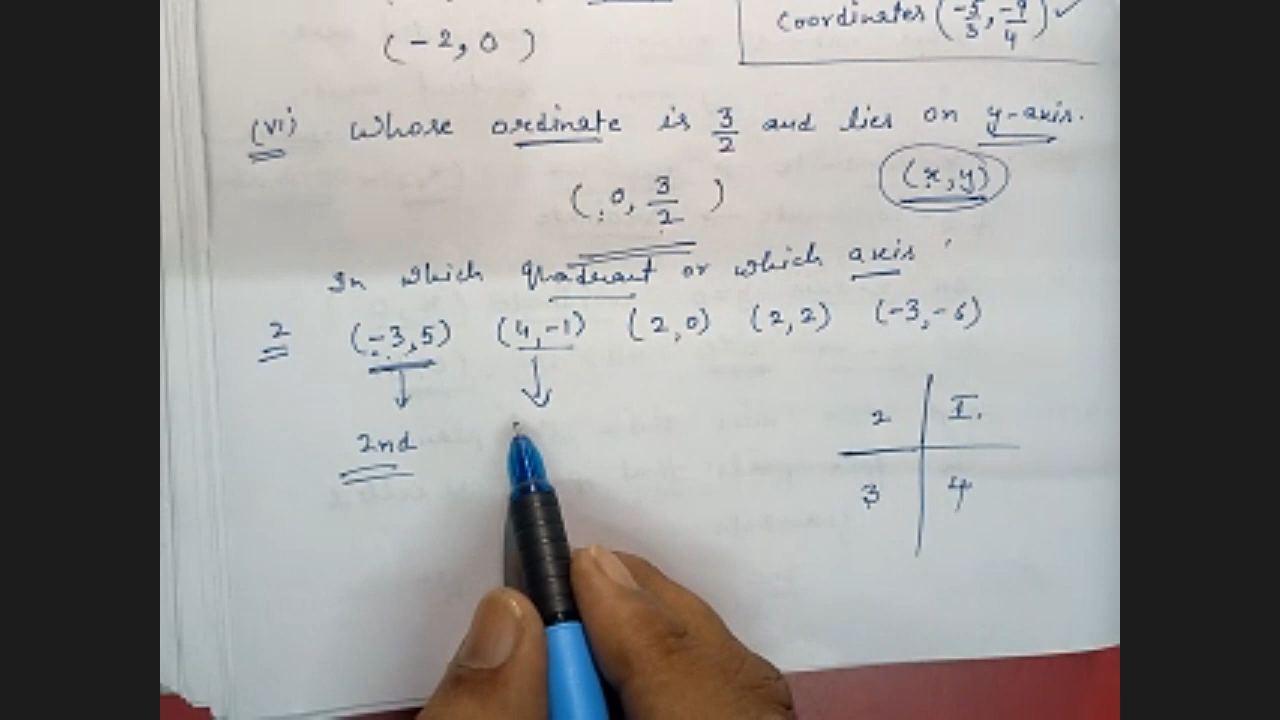 Coordinates (-5/3, -9/4) ✓
(-2, 0)
(vi) Whose ordinate is 3/2 and lies on y-axis.
(x, y)
(0, 3/2)
In which quadrant or which axis
2 (-3, 5) (4, -1) (2, 0) (2, 2) (-3, -6)
2nd
2 I.
3 4